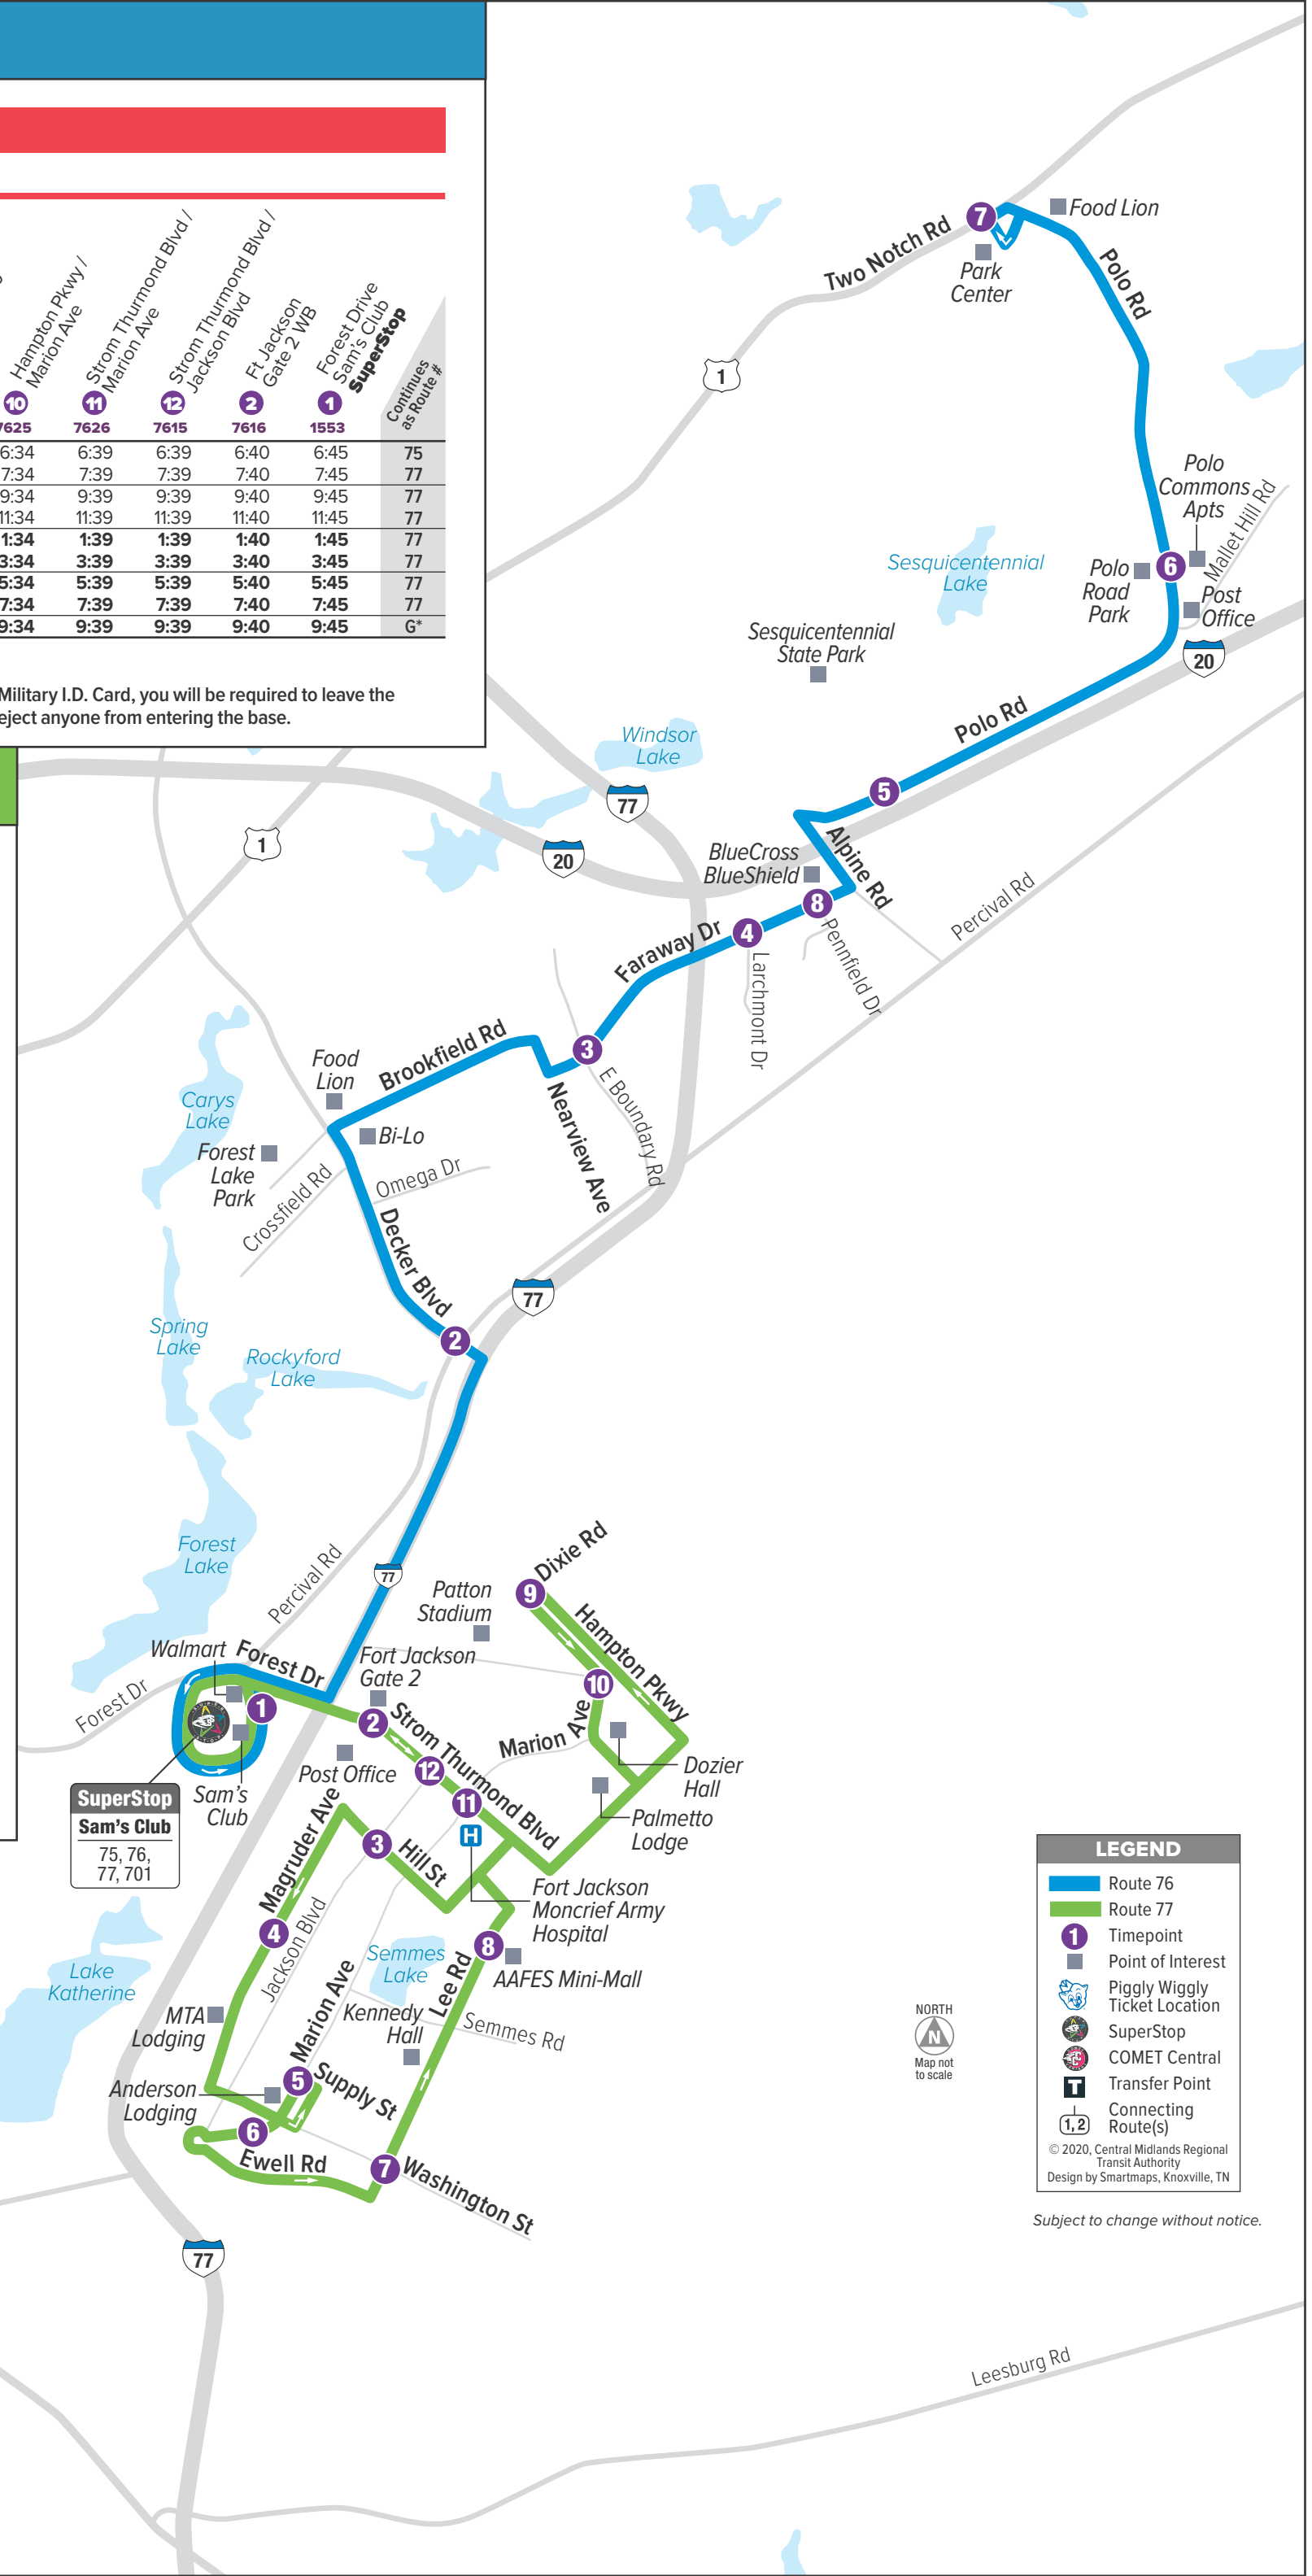 Hampton Pkwy /
Marion Ave
Strom Thurmond Blvd /
Marion Ave
Strom Thurmond Blvd /
Jackson Blvd
Ft Jackson
Gate 2 WB
Forest Drive
Sam's Club
SuperStop
Continues
as Route #
10 11 12 2 1
7625 7626 7615 7616 1553
6:34 6:39 6:39 6:40 6:45 75
7:34 7:39 7:39 7:40 7:45 77
9:34 9:39 9:39 9:40 9:45 77
11:34 11:39 11:39 11:40 11:45 77
1:34 1:39 1:39 1:40 1:45 77
3:34 3:39 3:39 3:40 3:45 77
5:34 5:39 5:39 5:40 5:45 77
7:34 7:39 7:39 7:40 7:45 77
9:34 9:39 9:39 9:40 9:45 G*
Military I.D. Card, you will be required to leave the
eject anyone from entering the base.
7
Food Lion
Two Notch Rd
Park
Center
Polo Rd
1
Polo
Commons
Apts
Mallet Hill Rd
Sesquicentennial
Lake
Polo
Road
Park
6
Post
Office
Sesquicentennial
State Park
20
Polo Rd
Windsor
Lake
77
5
1
20
BlueCross
BlueShield
Alpine Rd
8
Percival Rd
4
Faraway Dr
Pennfield Dr
Larchmont Dr
Brookfield Rd
3
Food
Lion
E Boundary Rd
Nearview Ave
Carys
Lake
Bi-Lo
Forest
Lake
Park
Omega Dr
Crossfield Rd
Decker Blvd
77
Spring
Lake
2
Rockyford
Lake
Forest
Lake
Percival Rd
77
Dixie Rd
Patton
Stadium
9
Hampton Pkwy
Walmart
Forest Dr
Fort Jackson
Gate 2
10
Forest Dr
1
2
Strom Thurmond Blvd
Marion Ave
Post Office
12
Dozier
Hall
SuperStop
Sam's Club
75, 76,
77, 701
Sam's
Club
11
Palmetto
Lodge
Magruder Ave
H
3
Hill St
Fort Jackson
Moncrief Army
Hospital
4
Jackson Blvd
8
Semmes
Lake
AAFES Mini-Mall
Lake
Katherine
Marion Ave
Lee Rd
MTA
Lodging
Kennedy
Hall
Semmes Rd
Anderson
Lodging
5
Supply St
6
Ewell Rd
7
Washington St
77
NORTH
N
Map not
to scale
LEGEND
Route 76
Route 77
1 Timepoint
Point of Interest
Piggly Wiggly
Ticket Location
SuperStop
COMET Central
T Transfer Point
1, 2 Connecting
Route(s)
© 2020, Central Midlands Regional
Transit Authority
Design by Smartmaps, Knoxville, TN
Subject to change without notice.
Leesburg Rd